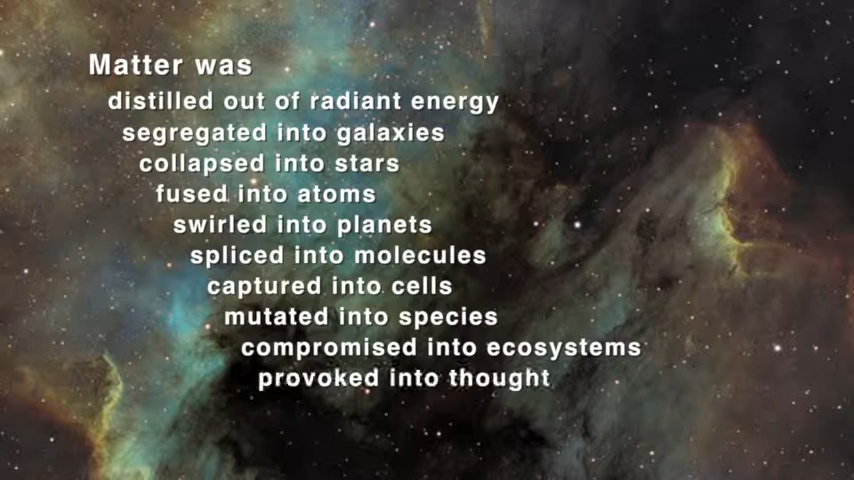 Matter was
distilled out of radiant energy
segregated into galaxies
collapsed into stars
fused into atoms
swirled into planets
spliced into molecules
captured into cells
mutated into species
compromised into ecosystems
provoked into thought